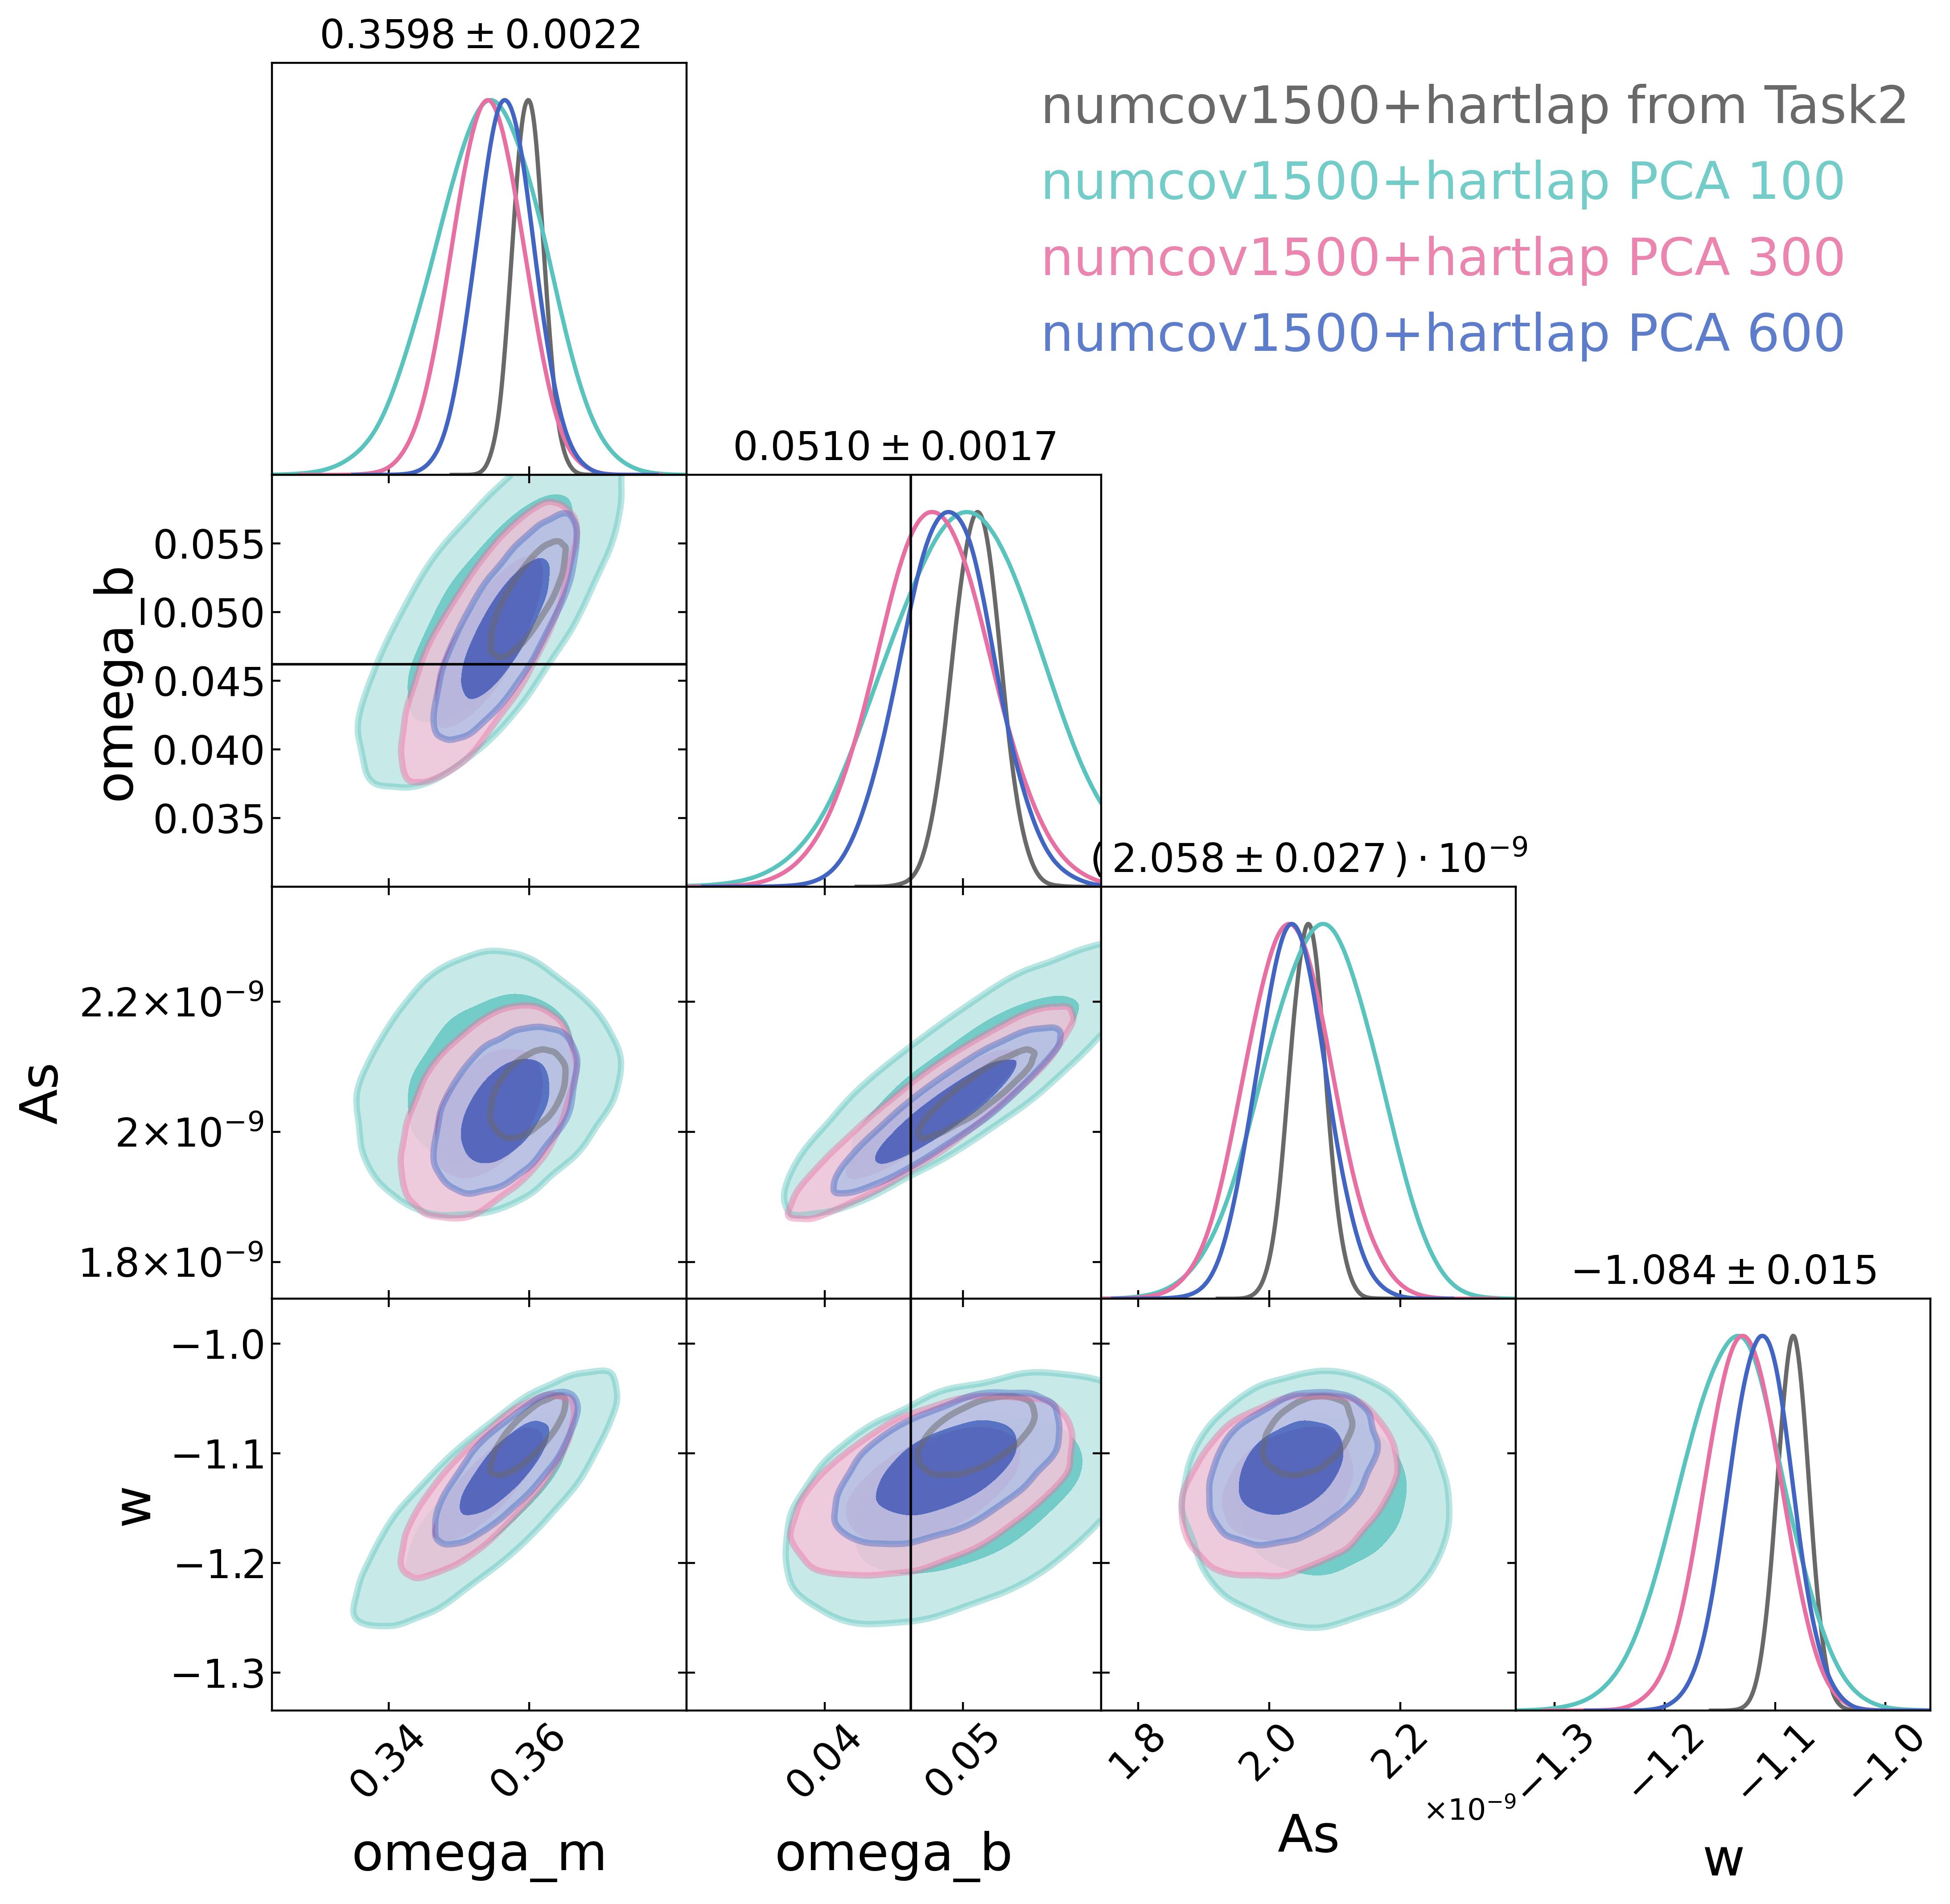 0.3598 ± 0.0022
numcov1500+hartlap from Task2
numcov1500+hartlap PCA 100
numcov1500+hartlap PCA 300
numcov1500+hartlap PCA 600
0.0510 ± 0.0017
omega_b
0.055
0.050
0.045
0.040
0.035
( 2.058 ± 0.027 ) · 10⁻⁹
As
2.2×10⁻⁹
2×10⁻⁹
1.8×10⁻⁹
−1.084 ± 0.015
w
−1.0
−1.1
−1.2
−1.3
0.34 0.36
0.04 0.05
1.8 2.0 2.2
×10⁻⁹
−1.3 −1.2 −1.1 −1.0
omega_m
omega_b
As
w